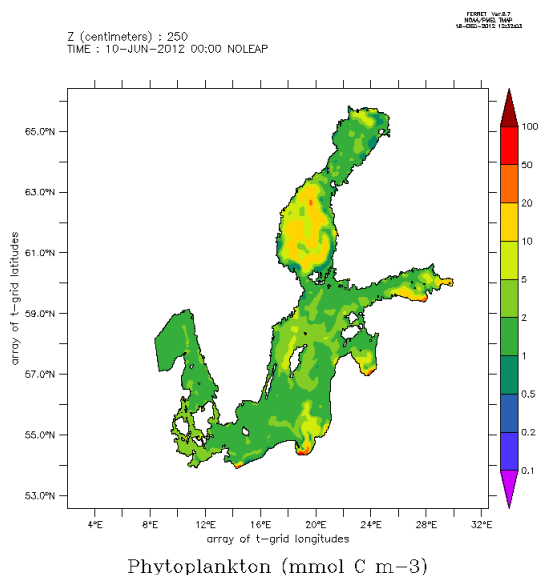 FERRET Ver.6.7
NOAA/PMEL TMAP
Z (centimeters) : 250
TIME : 10-JUN-2012 00:00 NOLEAP
65.0°N
63.0°N
61.0°N
59.0°N
57.0°N
55.0°N
53.0°N
array of t-grid latitudes
4°E 8°E 12°E 16°E 20°E 24°E 28°E 32°E
array of t-grid longitudes
100
50
20
10
5
2
1
0.5
0.2
0.1
Phytoplankton (mmol C m-3)